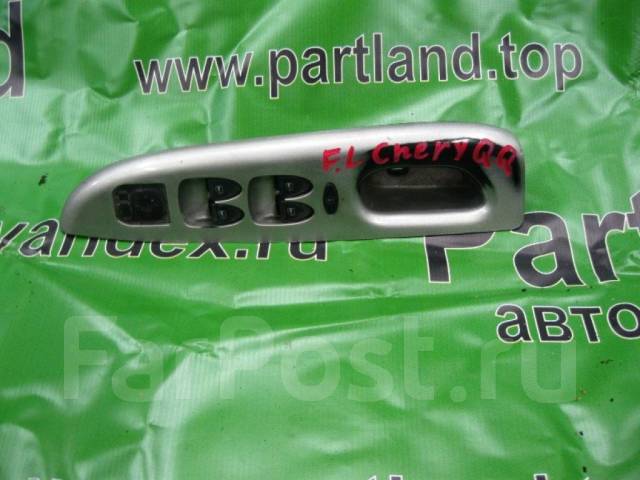 www.partland.top
F.L Chery QQ
yandex.ru
Part
авто
FarPost.ru